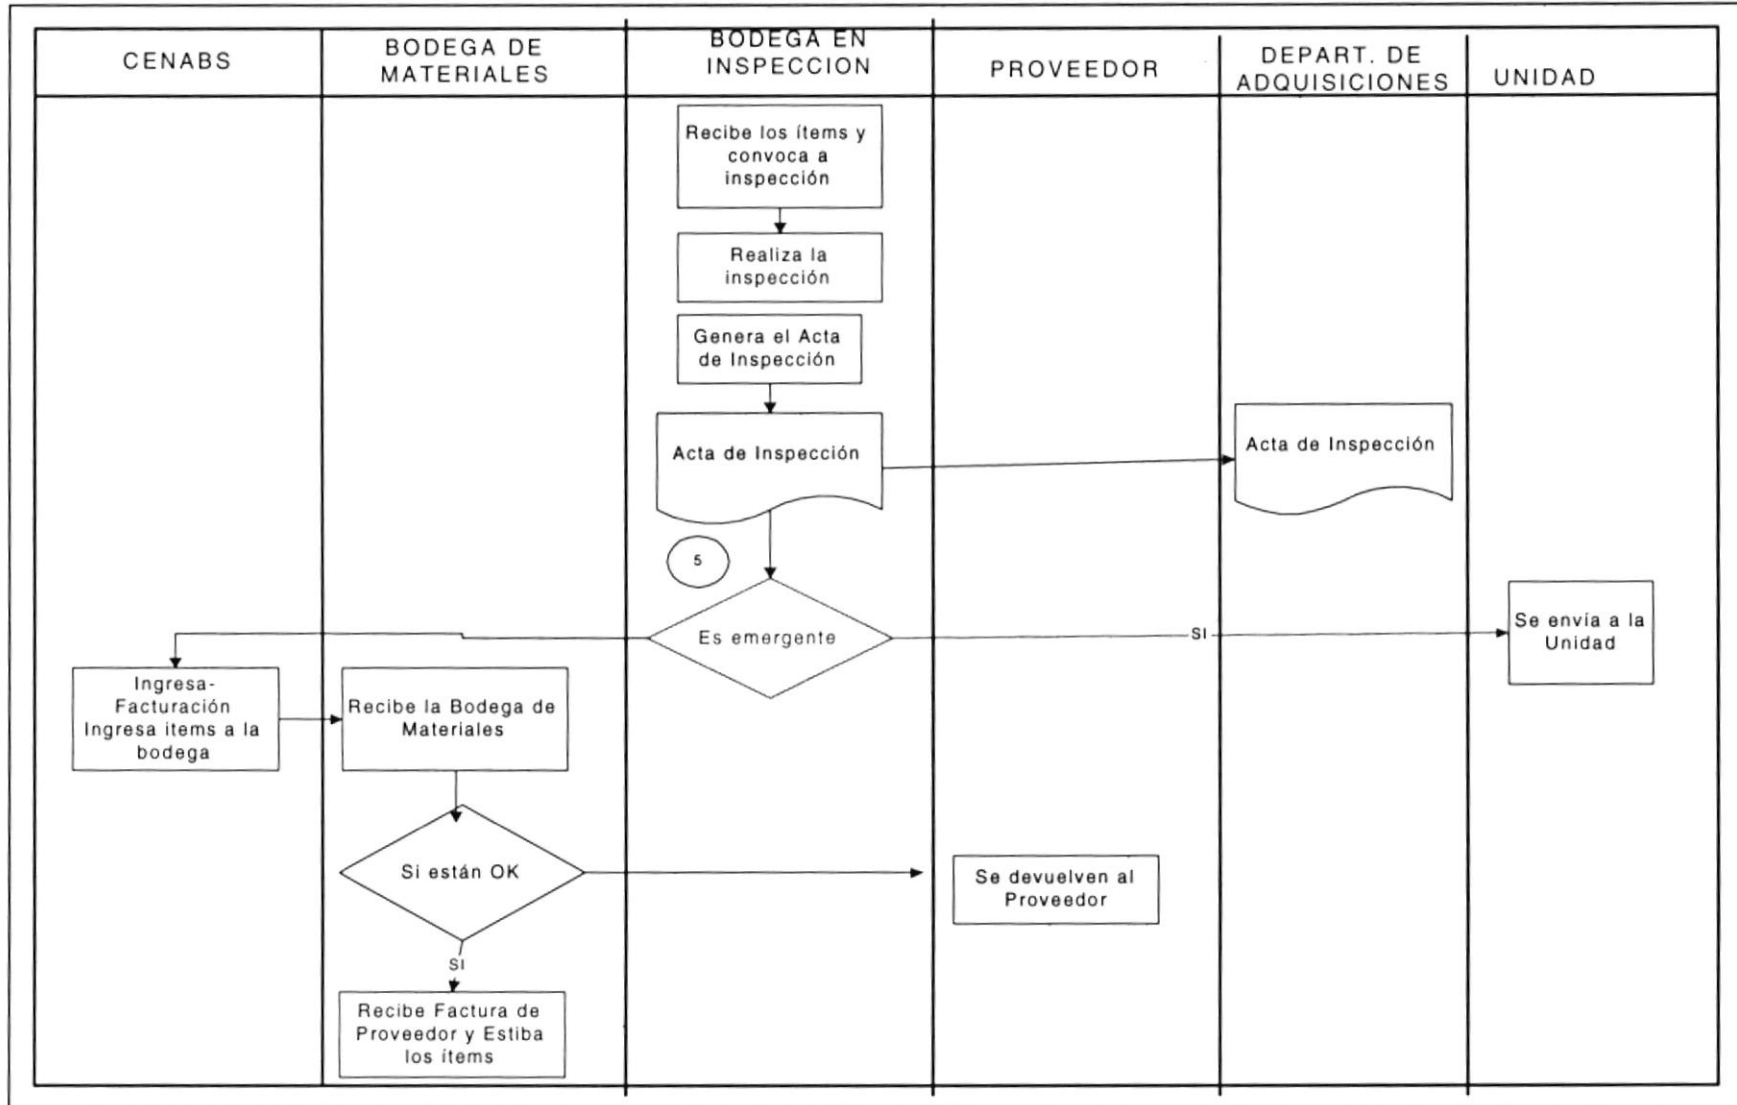 CENABS
BODEGA DE
MATERIALES
BODEGA EN
INSPECCION
PROVEEDOR
DEPART. DE
ADQUISICIONES
UNIDAD
Recibe los ítems y
convoca a
inspección
Realiza la
inspección
Genera el Acta
de Inspección
Acta de Inspección
Acta de Inspección
5
Es emergente
SI
Se envía a la
Unidad
Ingresa-
Facturación
Ingresa items a la
bodega
Recibe la Bodega de
Materiales
Si están OK
Se devuelven al
Proveedor
SI
Recibe Factura de
Proveedor y Estiba
los ítems